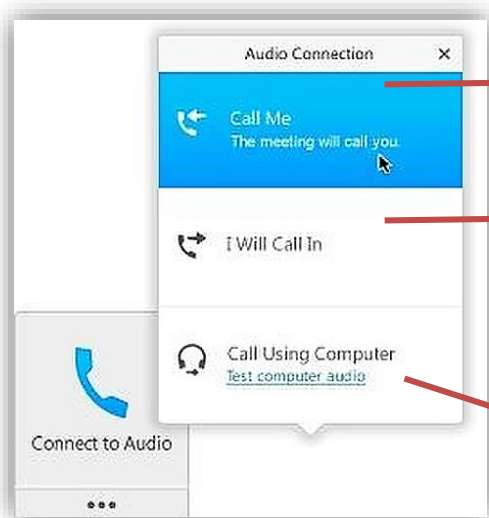 Audio Connection ×
Call Me
The meeting will call you.
I Will Call In
Call Using Computer
Test computer audio
Connect to Audio